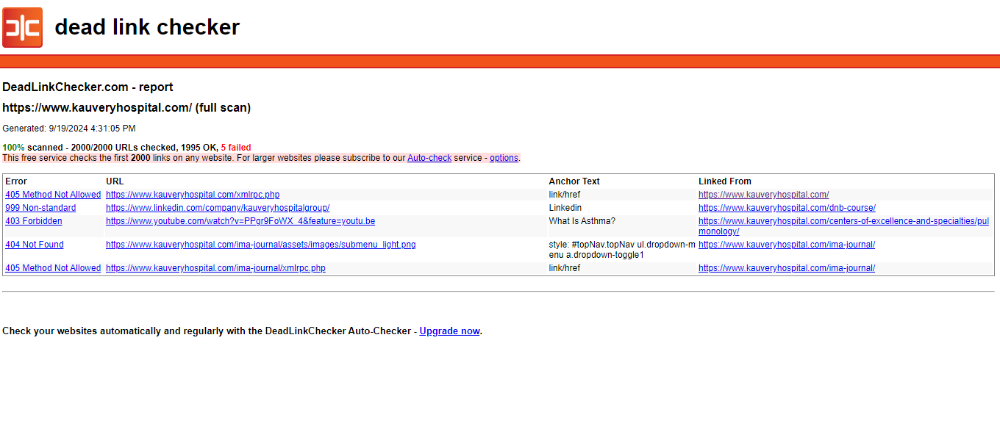 dead link checker
DeadLinkChecker.com - report
https://www.kauveryhospital.com/ (full scan)
Generated: 9/19/2024 4:31:05 PM
100% scanned - 2000/2000 URLs checked, 1995 OK, 5 failed
This free service checks the first 2000 links on any website. For larger websites please subscribe to our Auto-check service - options.
Error URL Anchor Text Linked From
405 Method Not Allowed https://www.kauveryhospital.com/xmlrpc.php link/href https://www.kauveryhospital.com/
999 Non-standard https://www.linkedin.com/company/kauveryhospitalgroup/ Linkedin https://www.kauveryhospital.com/dnb-course/
403 Forbidden https://www.youtube.com/watch?v=PPgr9FoWX_4&feature=youtu.be What Is Asthma? https://www.kauveryhospital.com/centers-of-excellence-and-specialties/pul
monology/
404 Not Found https://www.kauveryhospital.com/ima-journal/assets/images/submenu_light.png style: #topNav.topNav ul.dropdown-m https://www.kauveryhospital.com/ima-journal/
enu a.dropdown-toggle1
405 Method Not Allowed https://www.kauveryhospital.com/ima-journal/xmlrpc.php link/href https://www.kauveryhospital.com/ima-journal/
Check your websites automatically and regularly with the DeadLinkChecker Auto-Checker - Upgrade now.